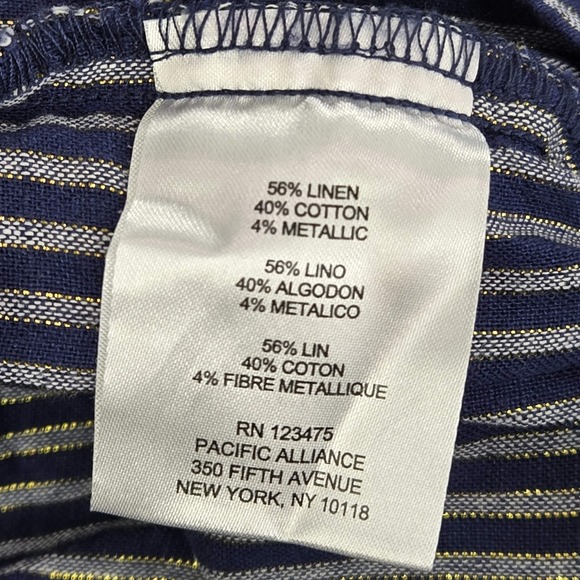 56% LINEN
40% COTTON
4% METALLIC
56% LINO
40% ALGODON
4% METALICO
56% LIN
40% COTON
4% FIBRE METALLIQUE
RN 123475
PACIFIC ALLIANCE
350 FIFTH AVENUE
NEW YORK, NY 10118